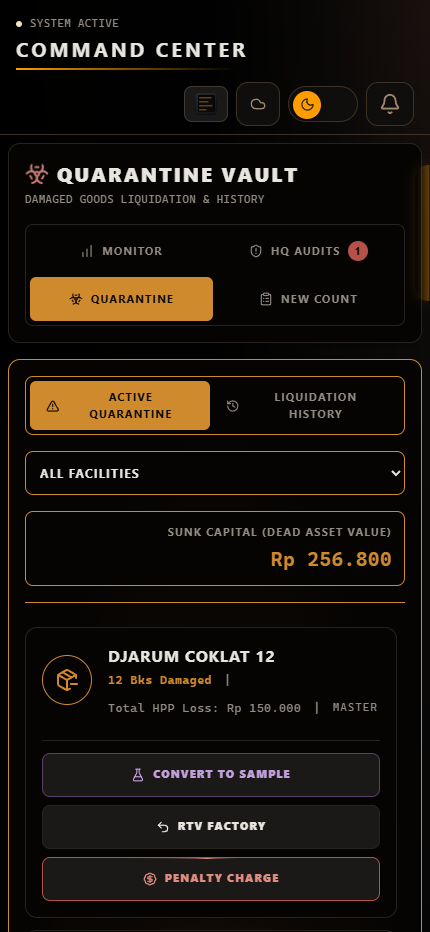 SYSTEM ACTIVE
COMMAND CENTER
QUARANTINE VAULT
DAMAGED GOODS LIQUIDATION & HISTORY
MONITOR
HQ AUDITS 1
QUARANTINE
NEW COUNT
ACTIVE
QUARANTINE
LIQUIDATION
HISTORY
ALL FACILITIES
SUNK CAPITAL (DEAD ASSET VALUE)
Rp 256.800
DJARUM COKLAT 12
12 Bks Damaged |
Total HPP Loss: Rp 150.000 | MASTER
CONVERT TO SAMPLE
RTV FACTORY
PENALTY CHARGE